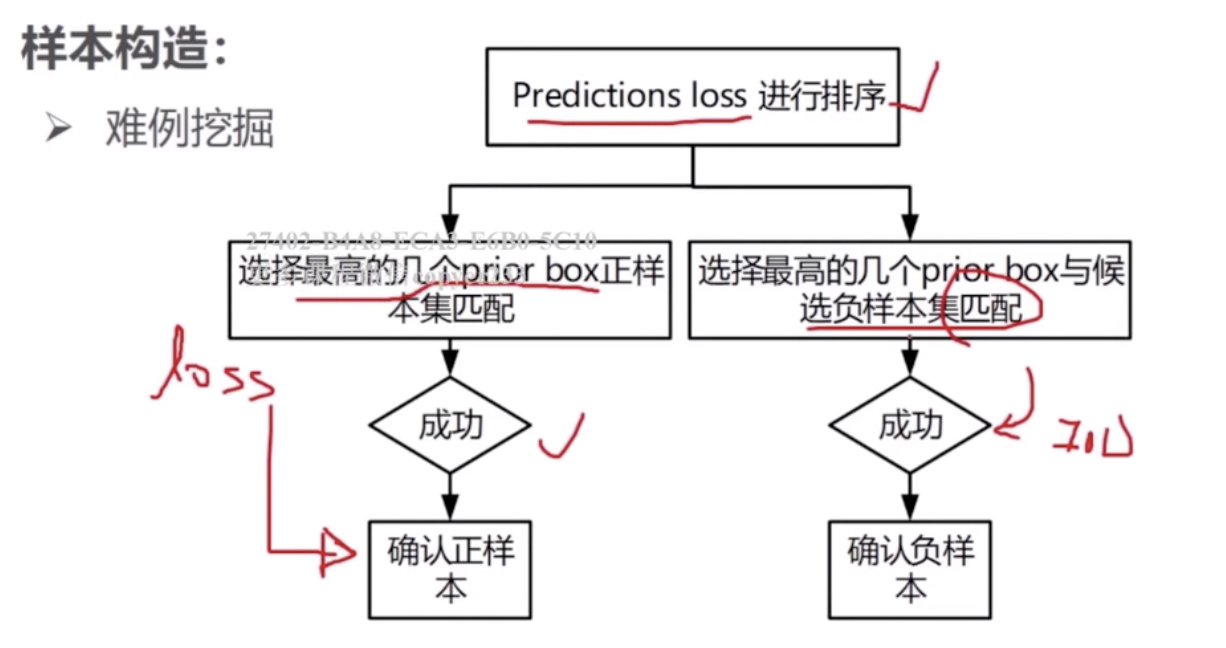 样本构造：
➢ 难例挖掘
Predictions loss 进行排序
27402-B4A8-ECA3-E6B0-5C10
选择最高的几个prior box正样
本集匹配
选择最高的几个prior box与候
选负样本集匹配
loss
成功
成功
确认正样
本
确认负样
本